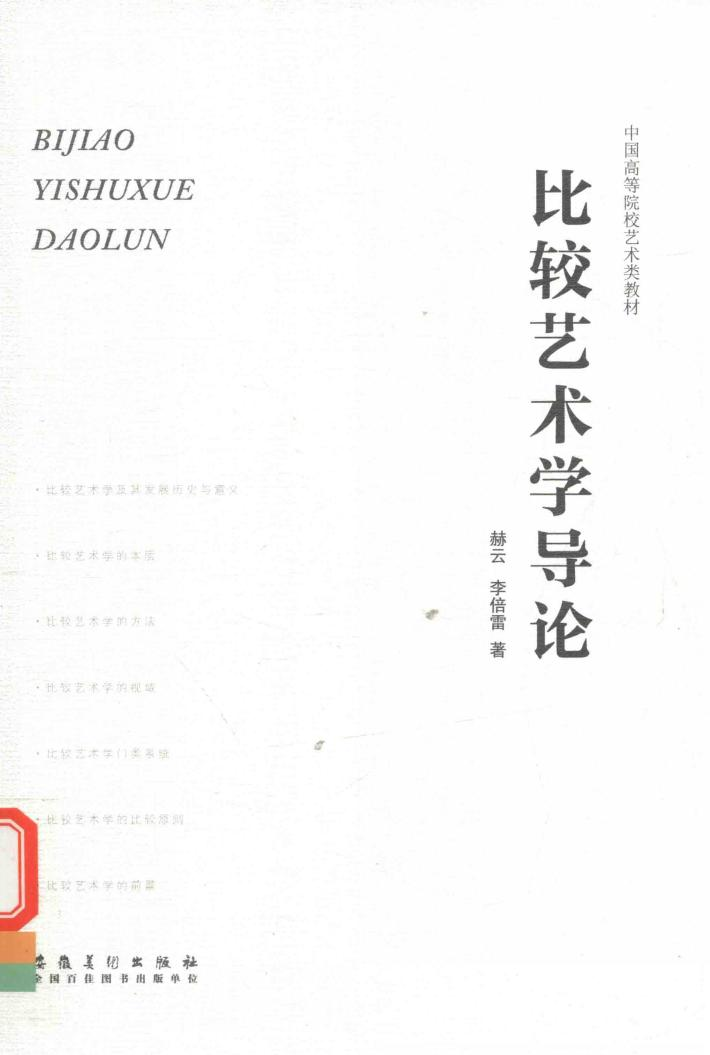 BIJIAO
YISHUXUE
DAOLUN
中国高等院校艺术类教材
比较艺术学导论
赫云 李倍雷 著
·比较艺术学及其发展历史与意义
·比较艺术学的本质
·比较艺术学的方法
·比较艺术学的视域
·比较艺术学门类系统
·比较艺术学的比较原则
·比较艺术学的前景
安徽美术出版社
全国百佳图书出版单位